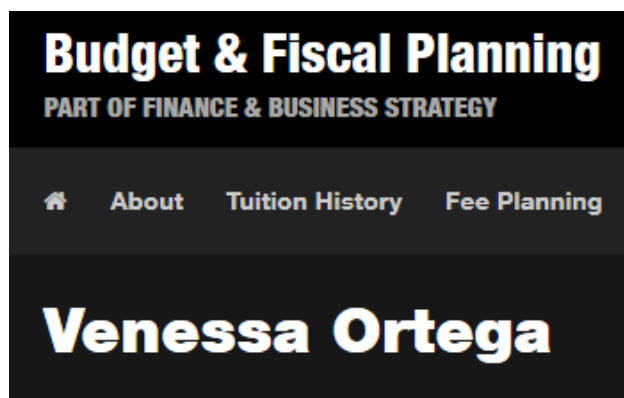 Budget & Fiscal Planning
PART OF FINANCE & BUSINESS STRATEGY
About Tuition History Fee Planning
Venessa Ortega